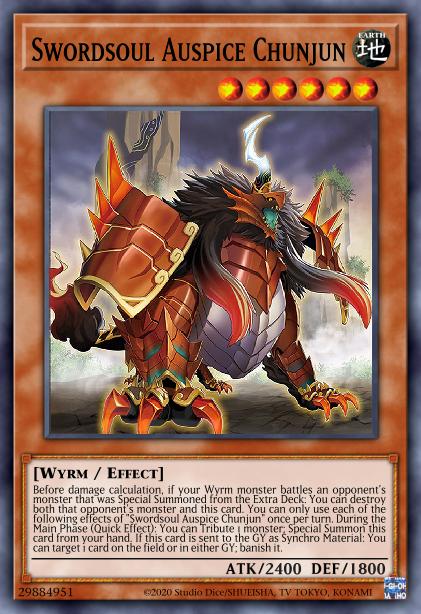 Swordsoul Auspice Chunjun
EARTH
地
[Wyrm / Effect]
Before damage calculation, if your Wyrm monster battles an opponent's
monster that was Special Summoned from the Extra Deck: You can destroy
both that opponent's monster and this card. You can only use each of the
following effects of "Swordsoul Auspice Chunjun" once per turn. During the
Main Phase (Quick Effect): You can Tribute 1 monster; Special Summon this
card from your hand. If this card is sent to the GY as Synchro Material: You
can target 1 card on the field or in either GY; banish it.
ATK/2400 DEF/1800
29884951
©2020 Studio Dice/SHUEISHA, TV TOKYO, KONAMI